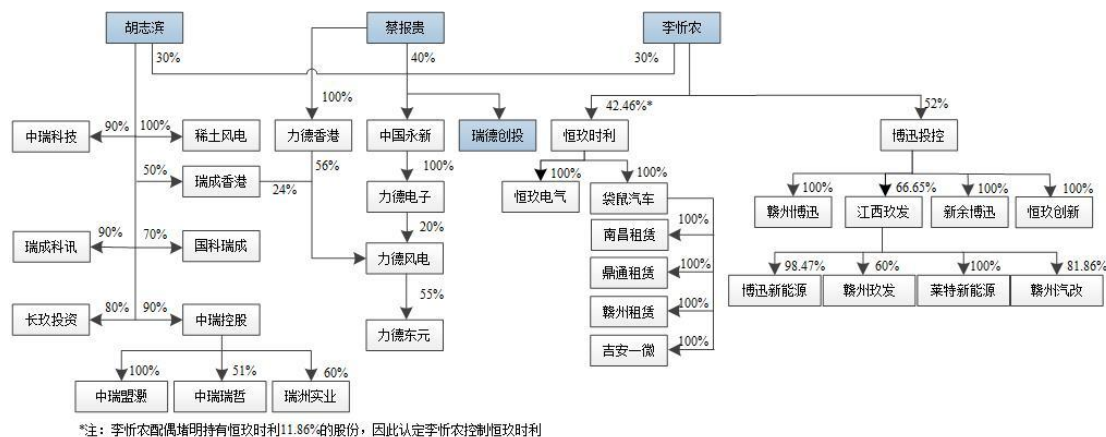 胡志滨
蔡报贵
李忻农
30%
40%
30%
100%
42.46%*
52%
中瑞科技
90%
100%
稀土风电
力德香港
中国永新
瑞德创投
恒玖时利
博迅投控
50%
瑞成香港
24%
56%
100%
100%
100%
力德电子
恒玖电气
袋鼠汽车
100%
66.65%
100%
100%
赣州博迅
江西玖发
新余博迅
恒玖创新
20%
南昌租赁
100%
瑞成科讯
90%
70%
国科瑞成
力德风电
鼎通租赁
100%
98.47%
60%
100%
81.86%
博迅新能源
赣州玖发
莱特新能源
赣州汽改
55%
赣州租赁
100%
长玖投资
80%
90%
中瑞控股
力德东元
吉安一微
100%
100%
51%
60%
中瑞盟灏
中瑞瑞哲
瑞洲实业
*注：李忻农配偶堵明持有恒玖时利11.86%的股份，因此认定李忻农控制恒玖时利